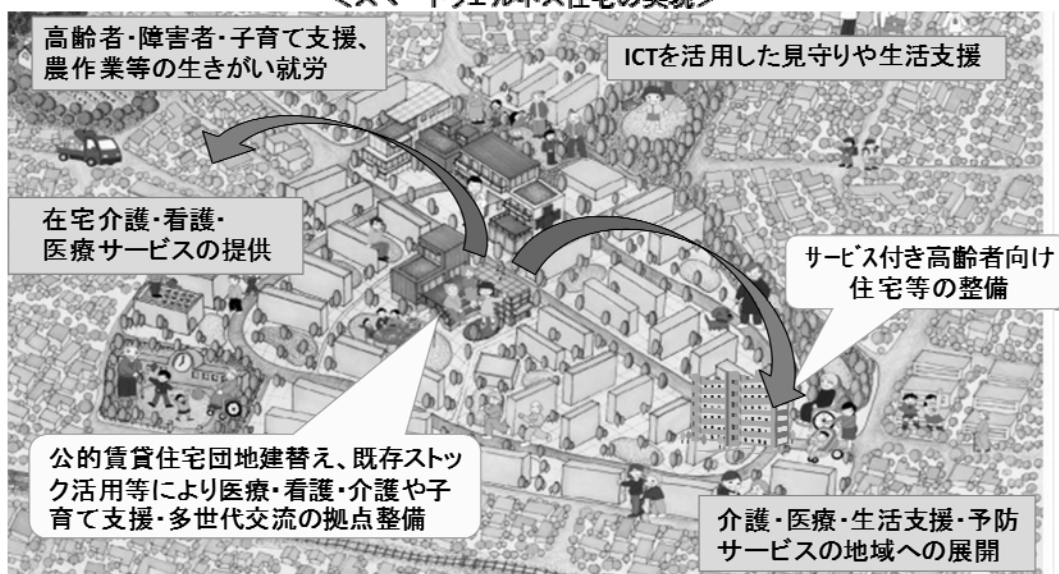 高齢者・障害者・子育て支援、
農作業等の生きがい就労
ICTを活用した見守りや生活支援
在宅介護・看護・
医療サービスの提供
サービス付き高齢者向け
住宅等の整備
公的賃貸住宅団地建替え、既存ストッ
ク活用等により医療・看護・介護や子
育て支援・多世代交流の拠点整備
介護・医療・生活支援・予防
サービスの地域への展開